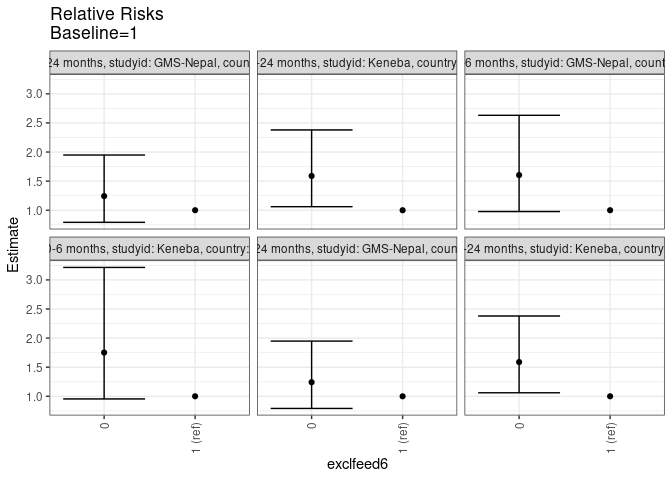 Relative Risks
Baseline=1
24 months, studyid: GMS-Nepal, coun
-24 months, studyid: Keneba, country
6 months, studyid: GMS-Nepal, count
3.0
2.5
2.0
1.5
1.0
0-6 months, studyid: Keneba, country:
24 months, studyid: GMS-Nepal, coun
-24 months, studyid: Keneba, country
3.0
2.5
2.0
1.5
1.0
Estimate
0
1 (ref)
0
1 (ref)
0
1 (ref)
exclfeed6